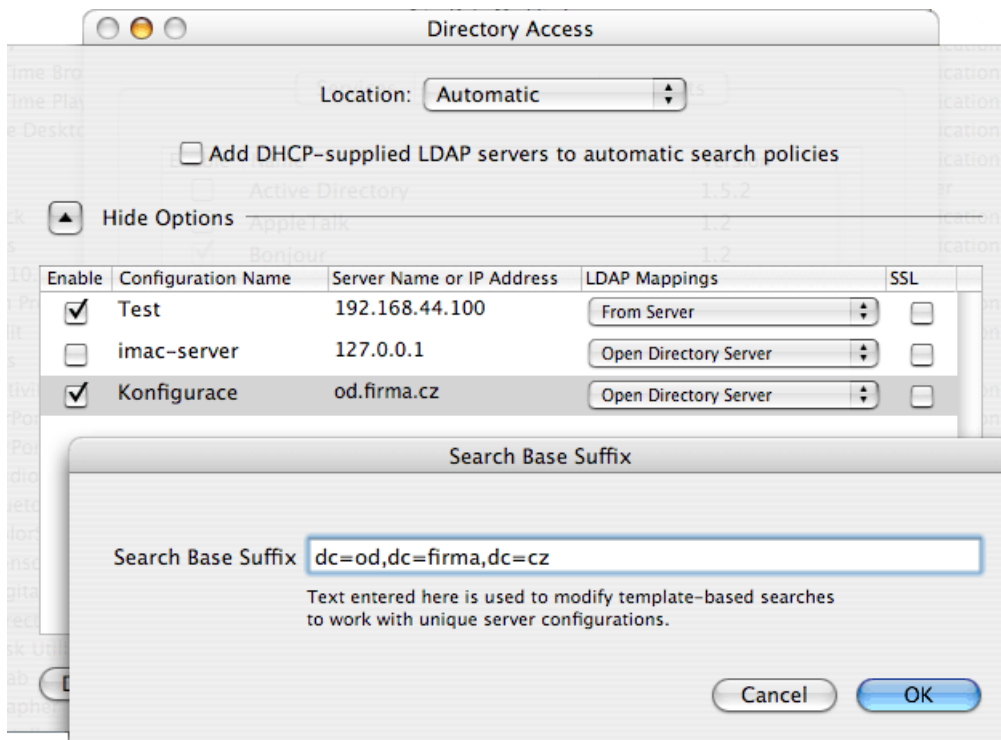 Directory Access
Location: Automatic
Add DHCP-supplied LDAP servers to automatic search policies
Active Directory 1.5.2
Hide Options
AppleTalk 1.2
Bonjour 1.2
Enable Configuration Name Server Name or IP Address LDAP Mappings SSL
Test 192.168.44.100 From Server
imac-server 127.0.0.1 Open Directory Server
Konfigurace od.firma.cz Open Directory Server
Search Base Suffix
Search Base Suffix dc=od,dc=firma,dc=cz
Text entered here is used to modify template-based searches
to work with unique server configurations.
Cancel OK